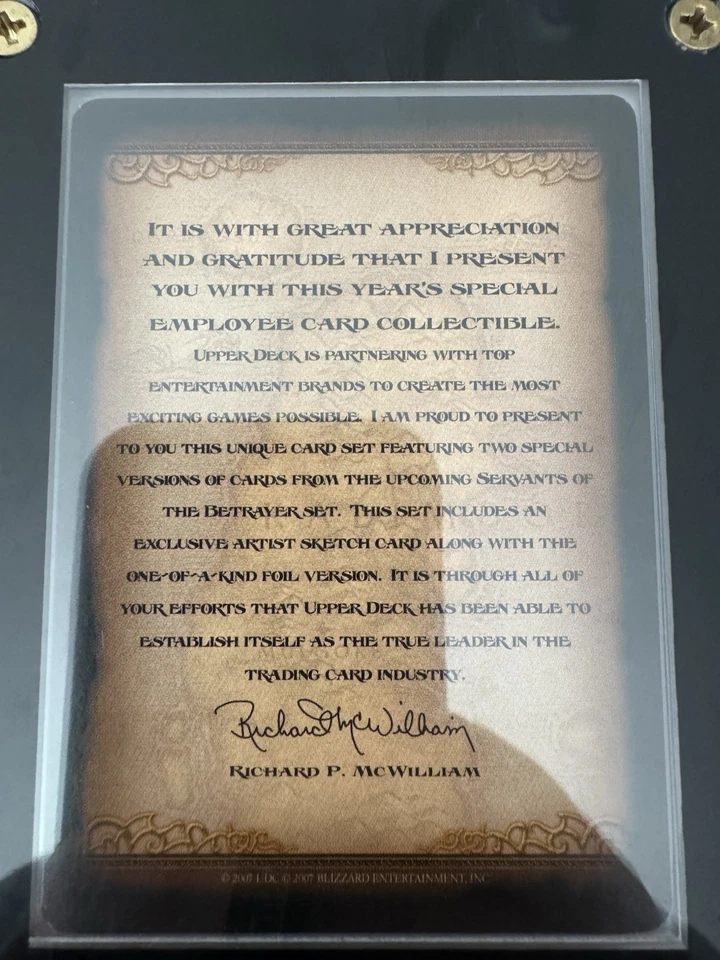 IT IS WITH GREAT APPRECIATION
AND GRATITUDE THAT I PRESENT
YOU WITH THIS YEAR'S SPECIAL
EMPLOYEE CARD COLLECTIBLE.
UPPER DECK IS PARTNERING WITH TOP
ENTERTAINMENT BRANDS TO CREATE THE MOST
EXCITING GAMES POSSIBLE. I AM PROUD TO PRESENT
TO YOU THIS UNIQUE CARD SET FEATURING TWO SPECIAL
VERSIONS OF CARDS FROM THE UPCOMING SERVANTS OF
THE BETRAYER SET. THIS SET INCLUDES AN
EXCLUSIVE ARTIST SKETCH CARD ALONG WITH THE
ONE-OF-A-KIND FOIL VERSION. IT IS THROUGH ALL OF
YOUR EFFORTS THAT UPPER DECK HAS BEEN ABLE TO
ESTABLISH ITSELF AS THE TRUE LEADER IN THE
TRADING CARD INDUSTRY.
Richard McWilliam
RICHARD P. MCWILLIAM
© 2007 UDC © 2007 BLIZZARD ENTERTAINMENT, INC.